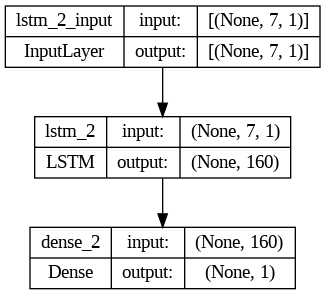 lstm_2_input input: [(None, 7, 1)]
InputLayer output: [(None, 7, 1)]
lstm_2 input: (None, 7, 1)
LSTM output: (None, 160)
dense_2 input: (None, 160)
Dense output: (None, 1)